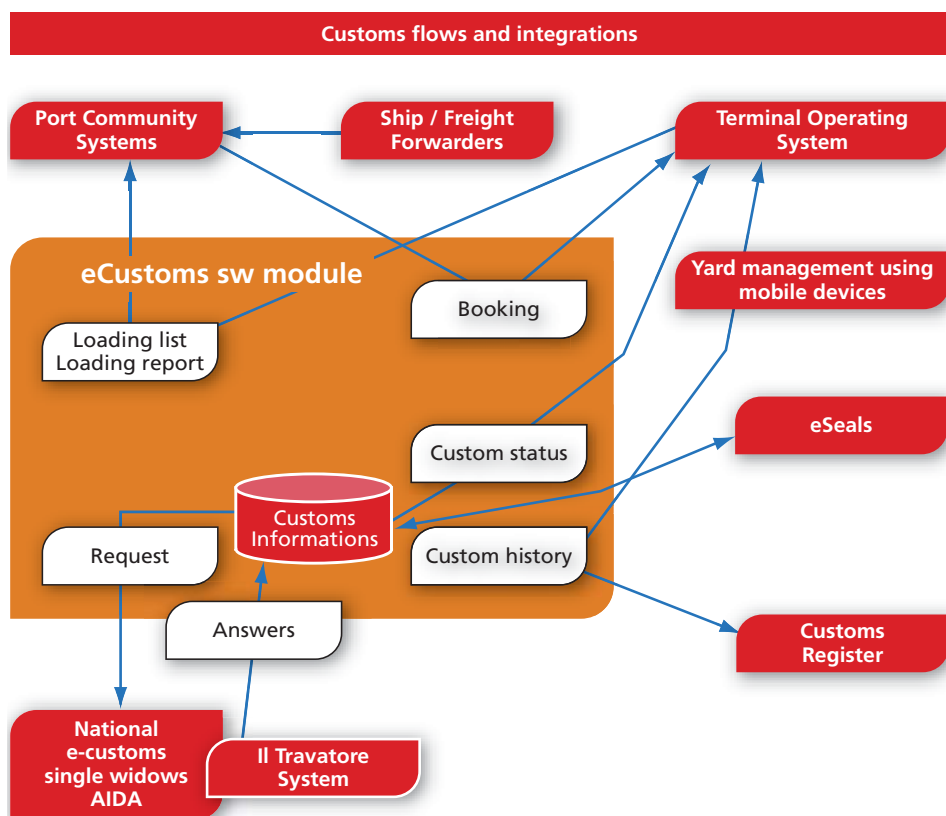 Customs flows and integrations
Port Community
Systems
Ship / Freight
Forwarders
Terminal Operating
System
eCustoms sw module
Yard management using
mobile devices
Booking
Loading list
Loading report
eSeals
Custom status
Customs
Informations
Request
Custom history
Answers
Customs
Register
National
e-customs
single widows
AIDA
Il Travatore
System